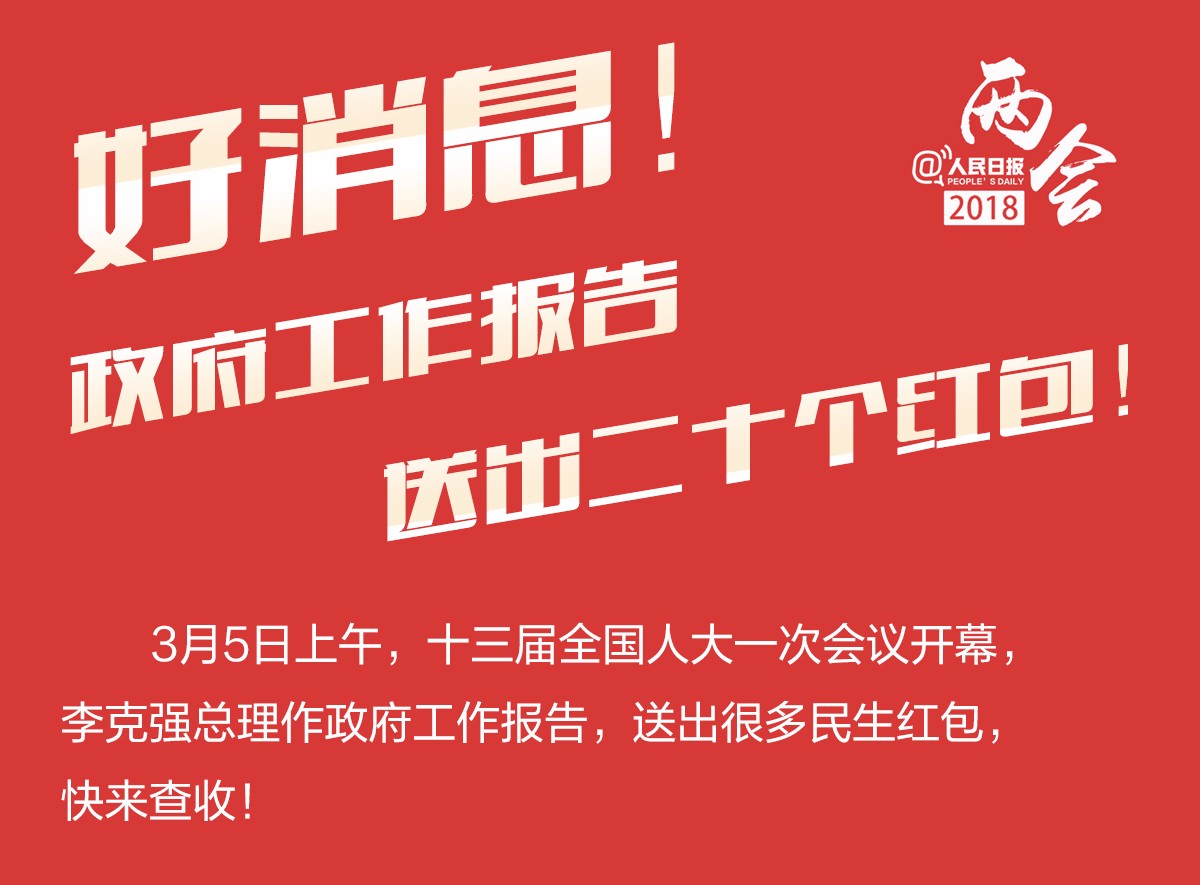 好消息！
两会
@人民日报
PEOPLE'S DAILY
2018
政府工作报告
送出二十个红包！
3月5日上午，十三届全国人大一次会议开幕，
李克强总理作政府工作报告，送出很多民生红包，
快来查收！